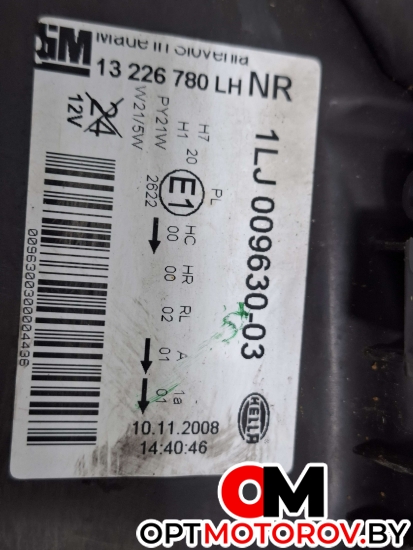 GM Made in Slovenia
13 226 780 LH NR
24
12V
1LJ 009630-03
H7 PL HC HR RL A 1a
H1 20 E1 00 00 02 01 01
PY21W 2622
W21/5W
00963003000004436
HELLA
10.11.2008
14:40:46
OM
OPTMOTOROV.BY